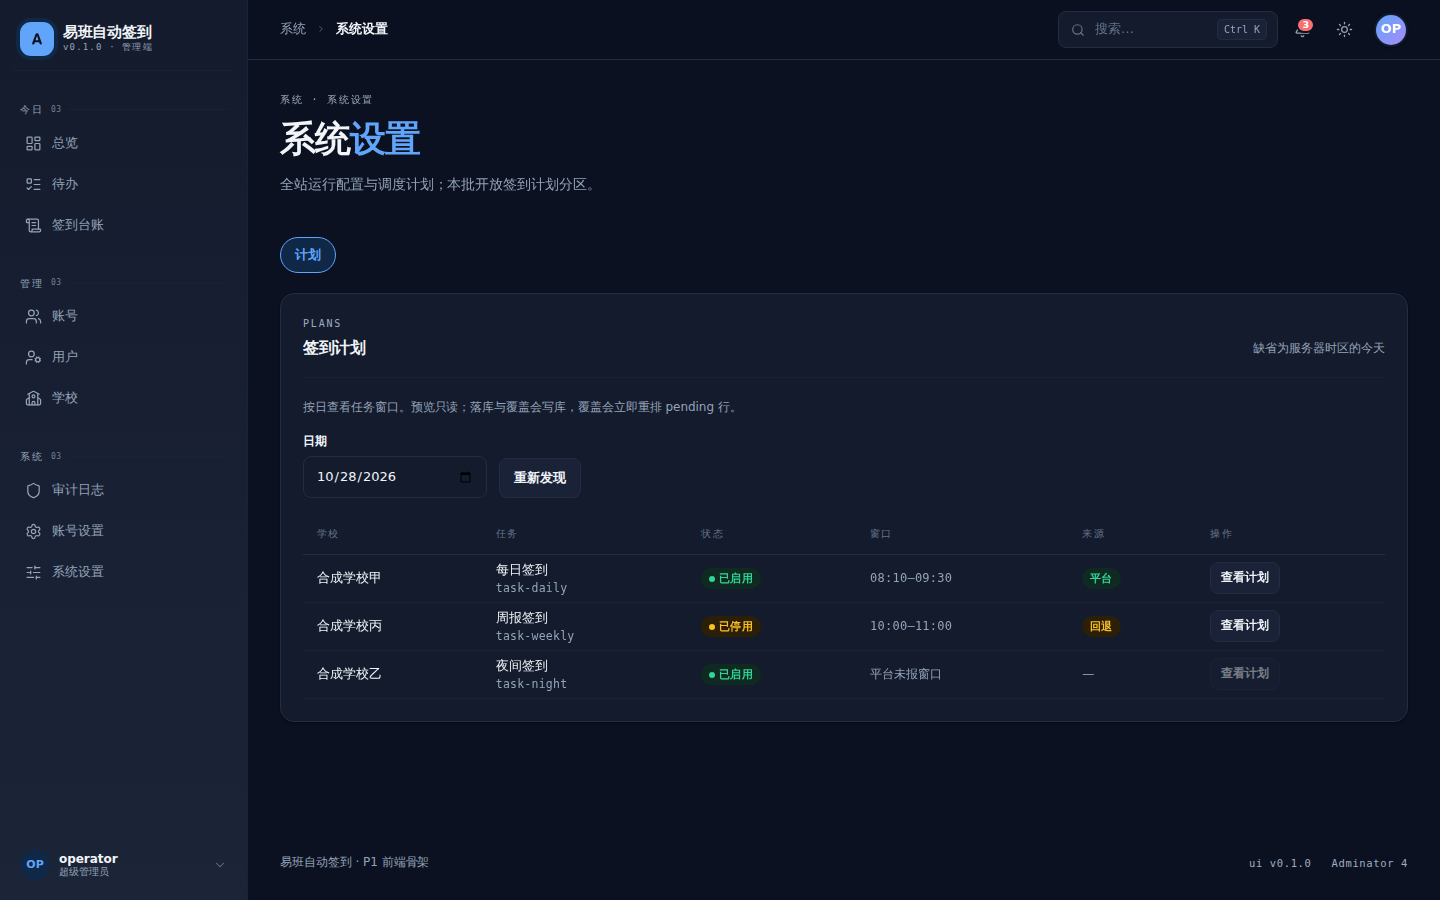 易班自动签到
v0.1.0 · 管理端
今日 03
总览
待办
签到台账
管理 03
账号
用户
学校
系统 03
审计日志
账号设置
系统设置
OP
operator
超级管理员
系统 › 系统设置
搜索… Ctrl K
3
OP
系统 · 系统设置
系统设置
全站运行配置与调度计划；本批开放签到计划分区。
计划
PLANS
签到计划
缺省为服务器时区的今天
按日查看任务窗口。预览只读；落库与覆盖会写库，覆盖会立即重排 pending 行。
日期
10/28/2026
重新发现
学校 任务 状态 窗口 来源 操作
合成学校甲 每日签到 已启用 08:10–09:30 平台 查看计划
task-daily
合成学校丙 周报签到 已停用 10:00–11:00 回退 查看计划
task-weekly
合成学校乙 夜间签到 已启用 平台未报窗口 — 查看计划
task-night
易班自动签到 · P1 前端骨架
ui v0.1.0 Adminator 4